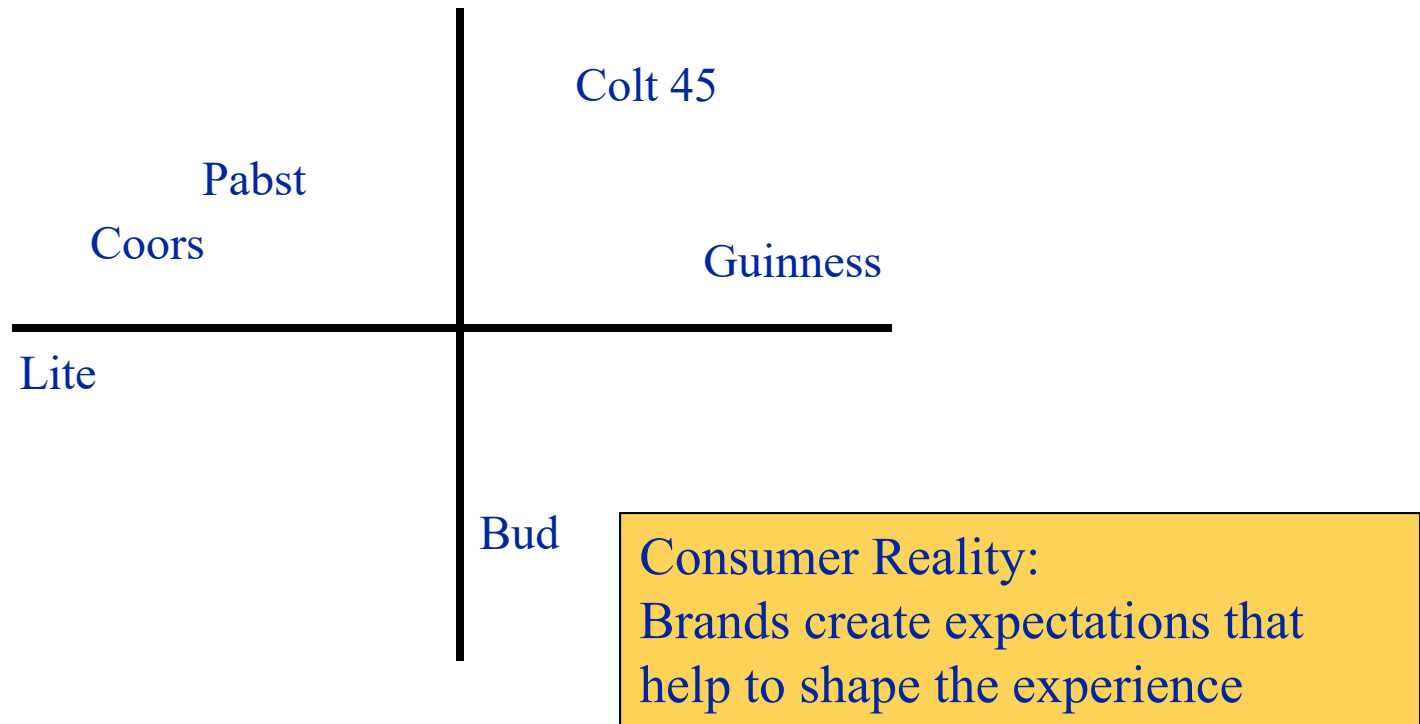 Colt 45
Pabst
Coors
Guinness
Lite
Bud
Consumer Reality:
Brands create expectations that
help to shape the experience